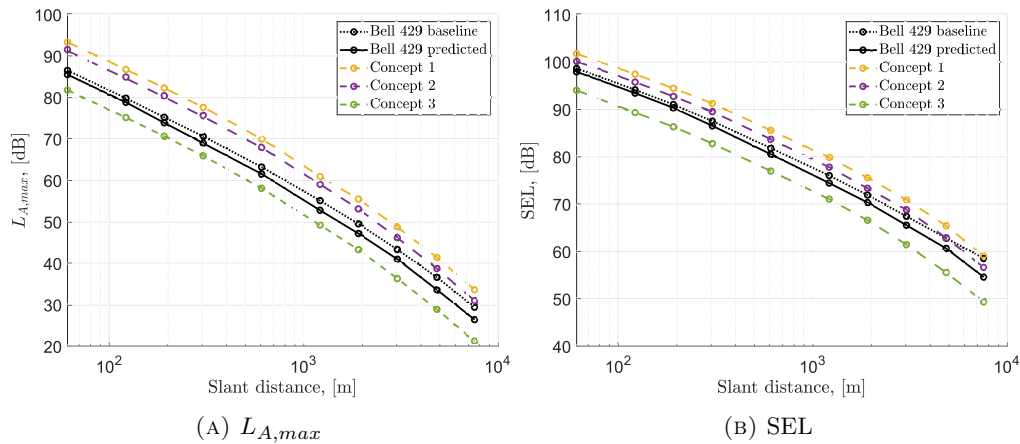 100
90
80
70
60
50
40
30
20
L_{A,max}, [dB]
10^2
10^3
10^4
Slant distance, [m]
Bell 429 baseline
Bell 429 predicted
Concept 1
Concept 2
Concept 3
(A) L_{A,max}
110
100
90
80
70
60
50
40
SEL, [dB]
10^2
10^3
10^4
Slant distance, [m]
Bell 429 baseline
Bell 429 predicted
Concept 1
Concept 2
Concept 3
(B) SEL